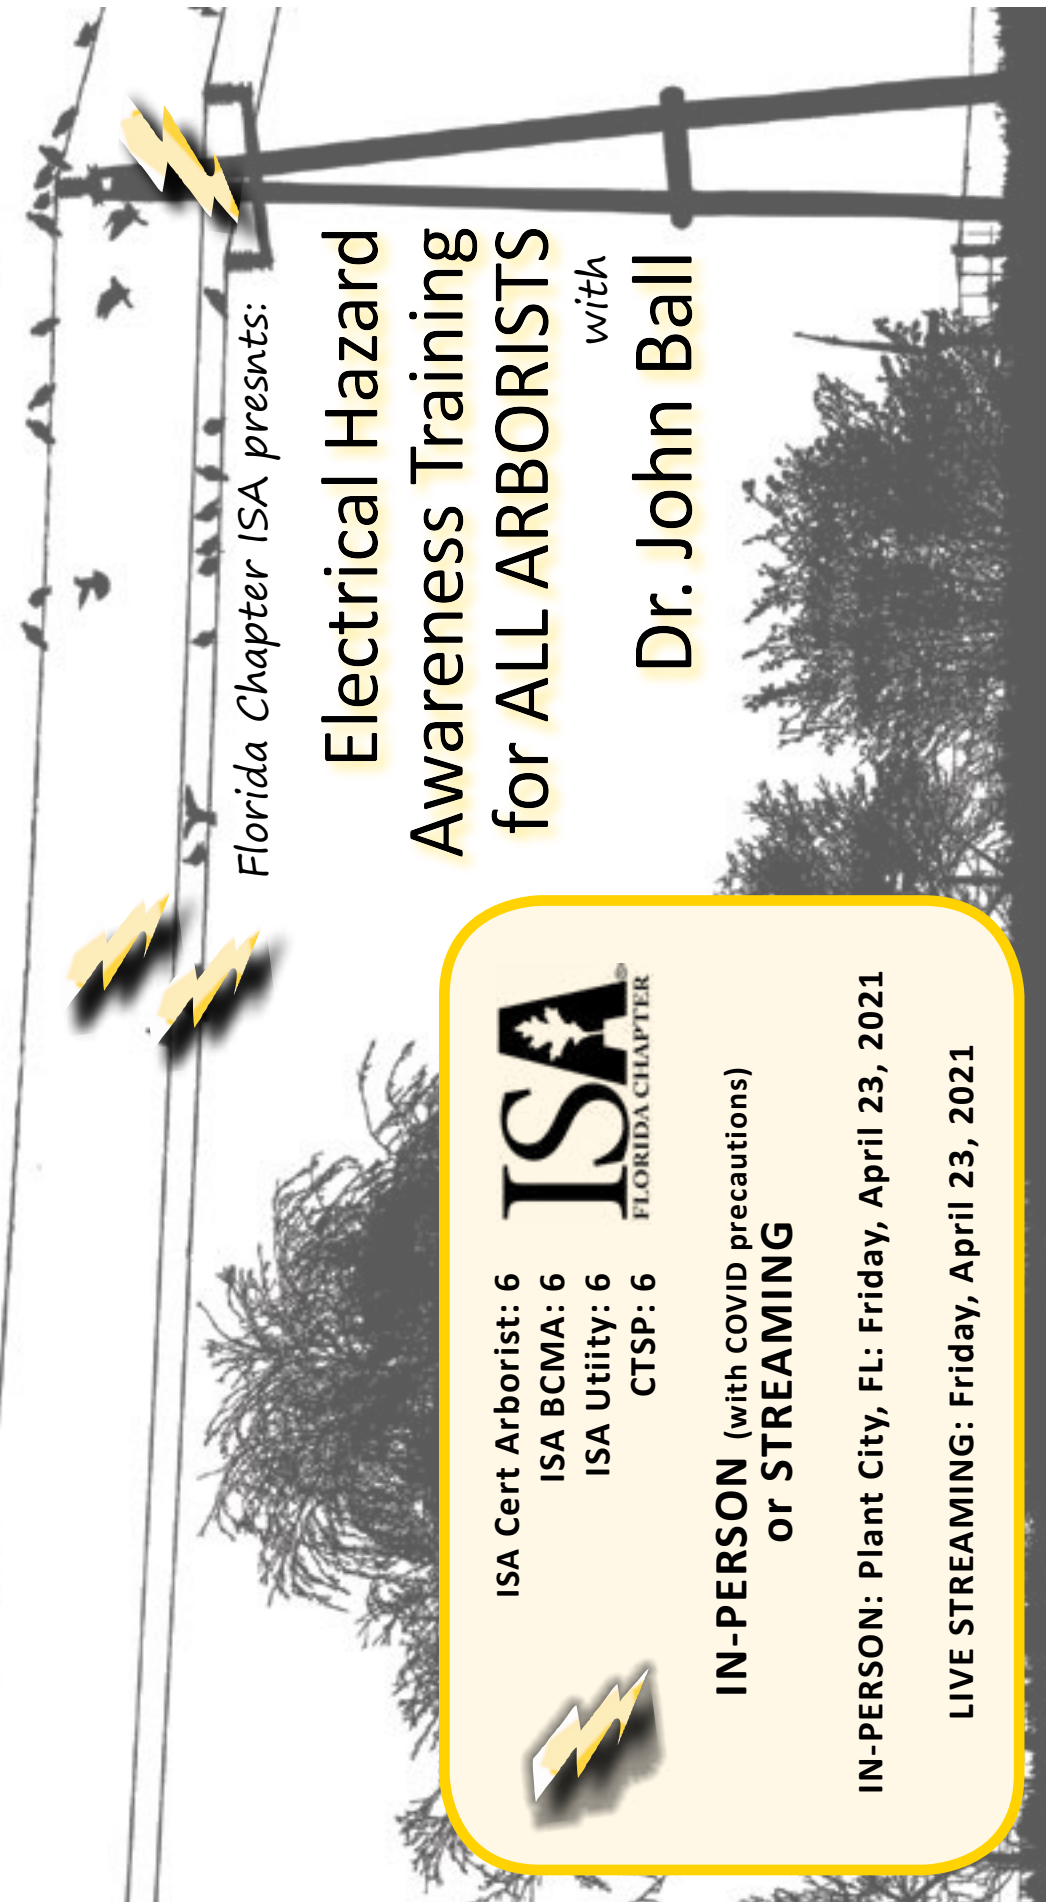 Florida Chapter ISA presnts:
Electrical Hazard
Awareness Training
for ALL ARBORISTS
with
Dr. John Ball
ISA Cert Arborist: 6
ISA BCMA: 6
ISA Utiity: 6
CTSP: 6
ISA®
FLORIDA CHAPTER
IN-PERSON (with COVID precautions)
or STREAMING
IN-PERSON: Plant City, FL: Friday, April 23, 2021
LIVE STREAMING: Friday, April 23, 2021